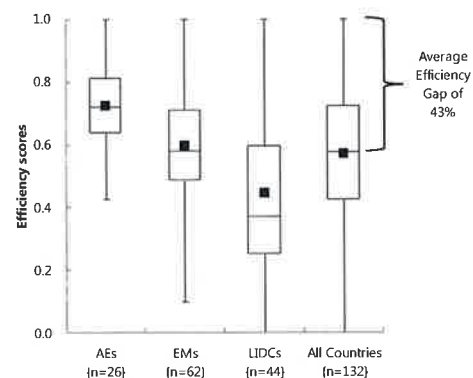 1.0
0.8
0.6
0.4
0.2
0.0
Efficiency scores
Average
Efficiency
Gap of
43%
AEs EMs LIDCs All Countries
(n=26) (n=62) (n=44) (n=132)